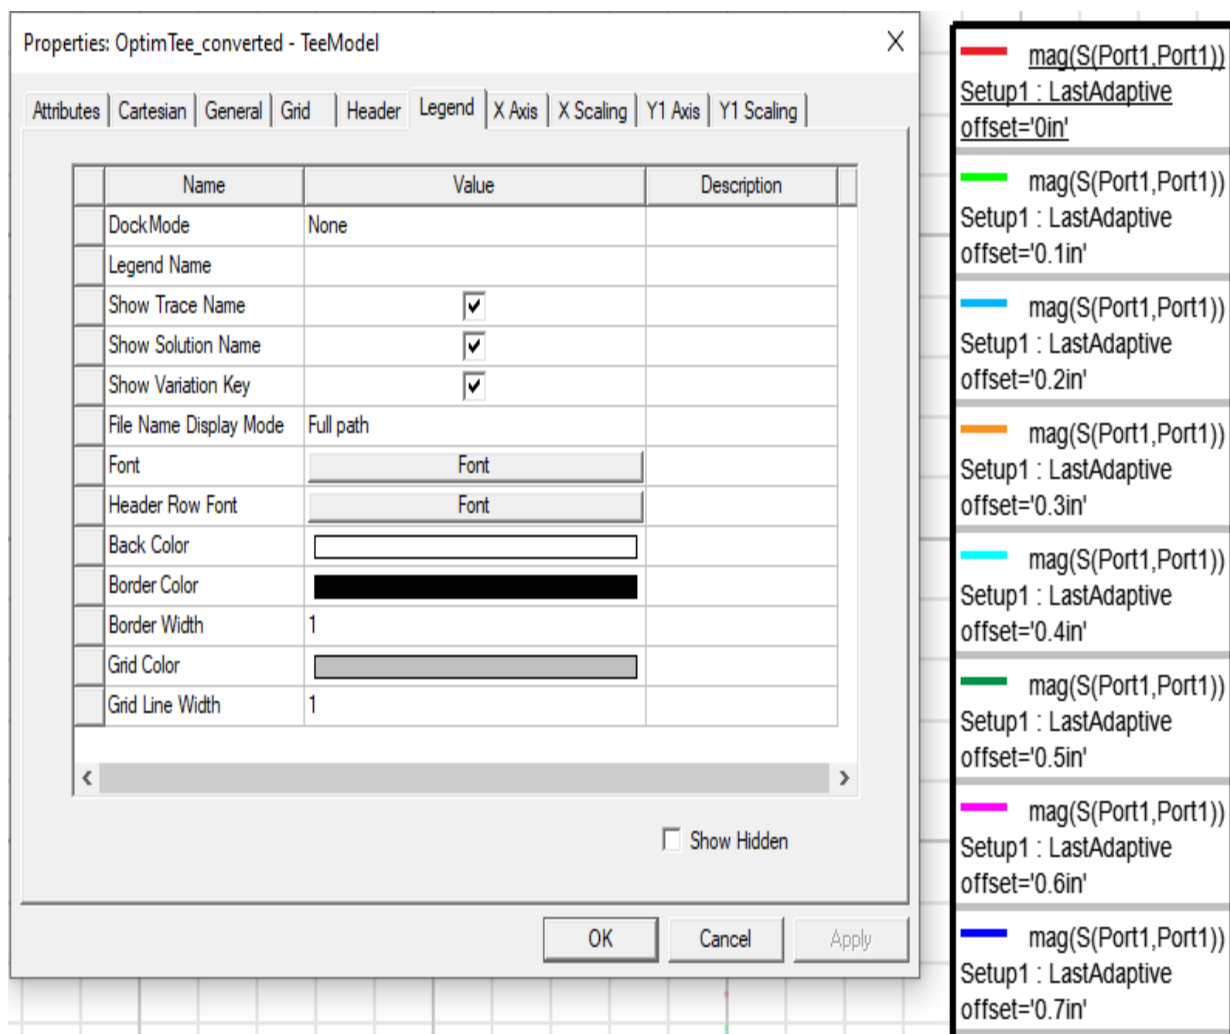 Properties: OptimTee_converted - TeeModel
Attributes Cartesian General Grid Header Legend X Axis X Scaling Y1 Axis Y1 Scaling
Name Value Description
DockMode None
Legend Name
Show Trace Name
Show Solution Name
Show Variation Key
File Name Display Mode Full path
Font Font
Header Row Font Font
Back Color
Border Color
Border Width 1
Grid Color
Grid Line Width 1
Show Hidden
OK Cancel Apply
mag(S(Port1,Port1))
Setup1 : LastAdaptive
offset='0in'
mag(S(Port1,Port1))
Setup1 : LastAdaptive
offset='0.1in'
mag(S(Port1,Port1))
Setup1 : LastAdaptive
offset='0.2in'
mag(S(Port1,Port1))
Setup1 : LastAdaptive
offset='0.3in'
mag(S(Port1,Port1))
Setup1 : LastAdaptive
offset='0.4in'
mag(S(Port1,Port1))
Setup1 : LastAdaptive
offset='0.5in'
mag(S(Port1,Port1))
Setup1 : LastAdaptive
offset='0.6in'
mag(S(Port1,Port1))
Setup1 : LastAdaptive
offset='0.7in'